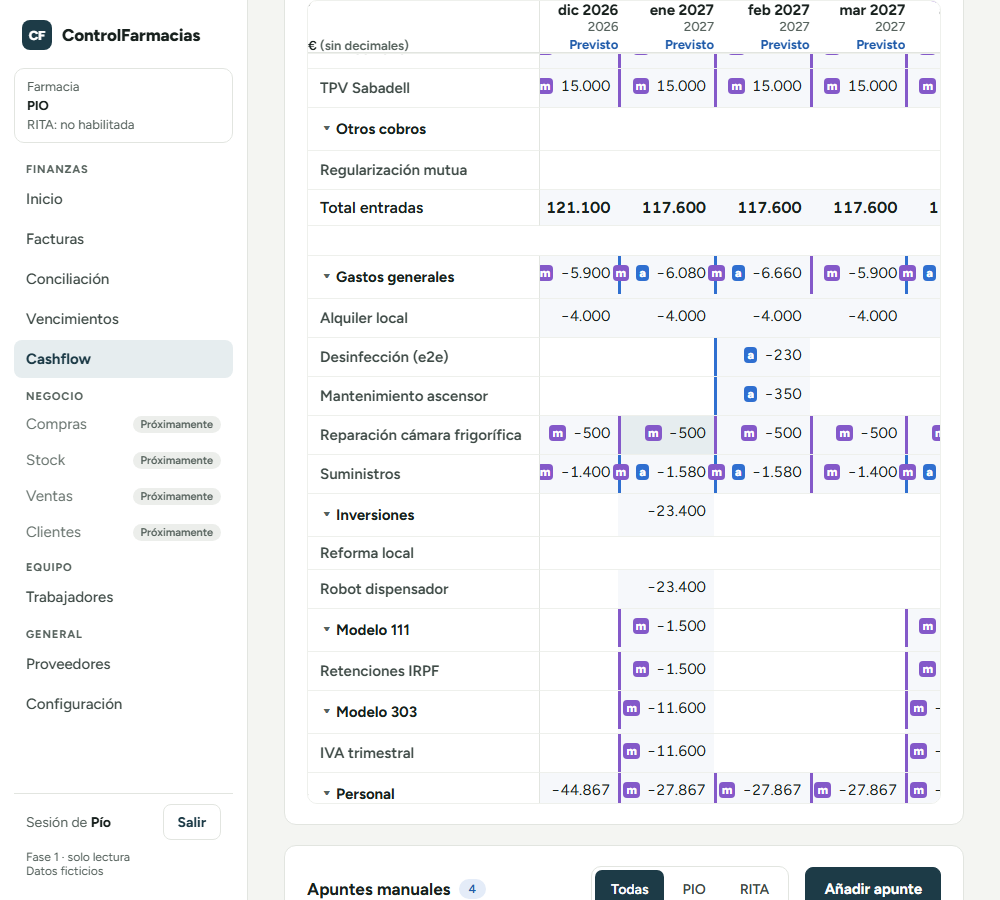 CF ControlFarmacias
Farmacia
PIO
RITA: no habilitada
FINANZAS
Inicio
Facturas
Conciliación
Vencimientos
Cashflow
NEGOCIO
Compras Próximamente
Stock Próximamente
Ventas Próximamente
Clientes Próximamente
EQUIPO
Trabajadores
GENERAL
Proveedores
Configuración
Sesión de Pío Salir
Fase 1 · solo lectura
Datos ficticios
dic 2026 ene 2027 feb 2027 mar 2027
2026 2027 2027 2027
€ (sin decimales) Previsto Previsto Previsto Previsto
TPV Sabadell m 15.000 m 15.000 m 15.000 m 15.000 m
Otros cobros
Regularización mutua
Total entradas 121.100 117.600 117.600 117.600 1
Gastos generales m -5.900 m a -6.080 m a -6.660 m -5.900 m a
Alquiler local -4.000 -4.000 -4.000 -4.000
Desinfección (e2e) a -230
Mantenimiento ascensor a -350
Reparación cámara frigorífica m -500 m -500 m -500 m -500 m
Suministros m -1.400 m a -1.580 m a -1.580 m -1.400 m a
Inversiones -23.400
Reforma local
Robot dispensador -23.400
Modelo 111 m -1.500 m
Retenciones IRPF m -1.500 m
Modelo 303 m -11.600 m -
IVA trimestral m -11.600 m -
Personal -44.867 m -27.867 m -27.867 m -27.867 m -
Apuntes manuales 4 Todas PIO RITA Añadir apunte